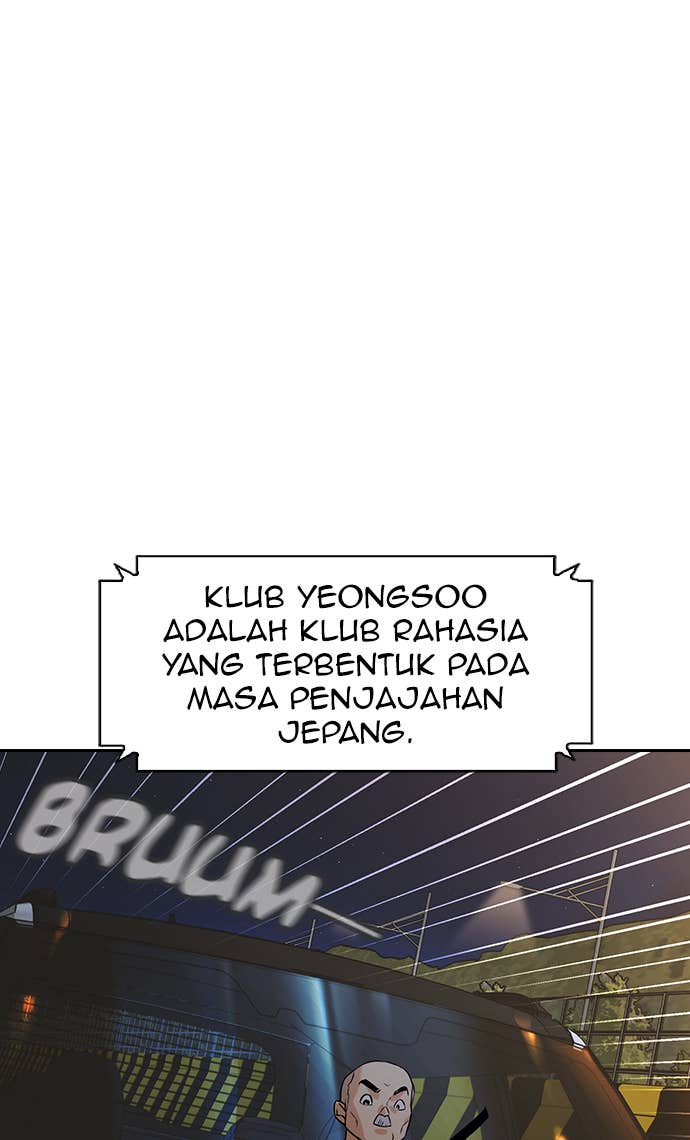 KLUB YEONGSOO
ADALAH KLUB RAHASIA
YANG TERBENTUK PADA
MASA PENJAJAHAN
JEPANG.
BRUUM—